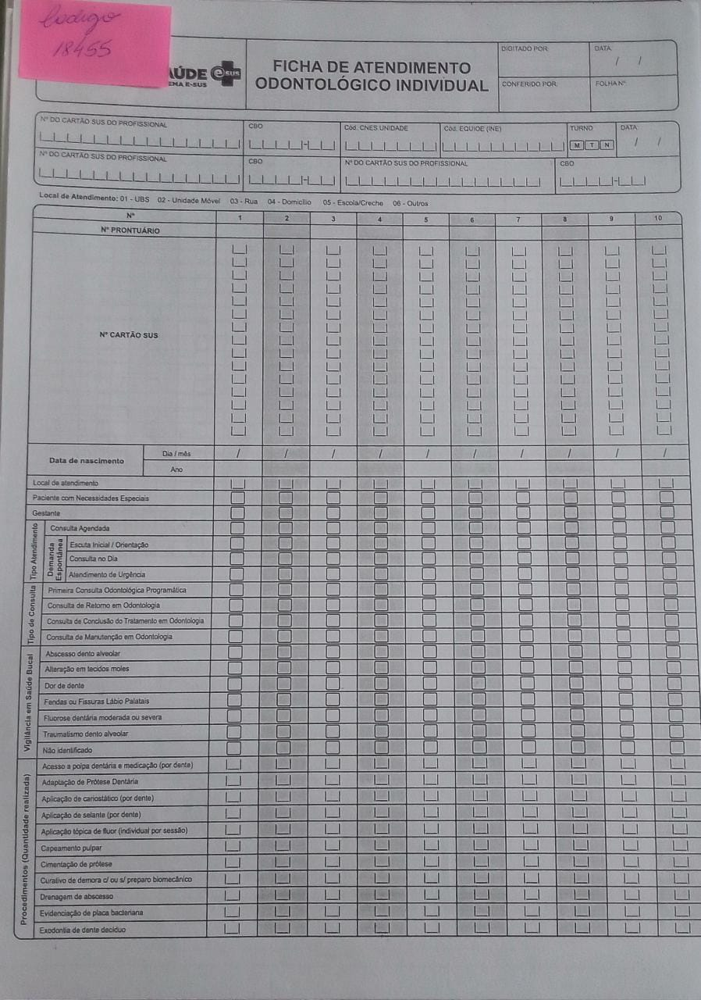 Codigo
18455
AÚDE e SUS
EMA E-SUS
FICHA DE ATENDIMENTO
ODONTOLÓGICO INDIVIDUAL
DIGITADO POR:
DATA:
/ /
CONFERIDO POR:
FOLHA Nº:
Nº DO CARTÃO SUS DO PROFISSIONAL
CBO
Cód. CNES UNIDADE
Cód. EQUIOE (INE)
TURNO
M T N
DATA:
/ /
Nº DO CARTÃO SUS DO PROFISSIONAL
CBO
Nº DO CARTÃO SUS DO PROFISSIONAL
CBO
Local de Atendimento: 01 - UBS 02 - Unidade Móvel 03 - Rua 04 - Domicílio 05 - Escola/Creche 06 - Outros
Nº 1 2 3 4 5 6 7 8 9 10
Nº PRONTUÁRIO
Nº CARTÃO SUS
Data de nascimento
Dia / mês / / / / / / / / / /
Ano
Local de atendimento
Paciente com Necessidades Especiais
Gestante
Tipo Atendimento
Consulta Agendada
Demanda
Espontânea
Escuta Inicial / Orientação
Consulta no Dia
Atendimento de Urgência
Tipo de Consulta
Primeira Consulta Odontológica Programática
Consulta de Retorno em Odontologia
Consulta de Conclusão do Tratamento em Odontologia
Consulta de Manutenção em Odontologia
Vigilância em Saúde Bucal
Abscesso dento alveolar
Alteração em tecidos moles
Dor de dente
Fendas ou Fissuras Lábio Palatais
Fluorose dentária moderada ou severa
Traumatismo dento alveolar
Não identificado
Procedimentos (Quantidade realizada)
Acesso a polpa dentária e medicação (por dente)
Adaptação de Prótese Dentária
Aplicação de cariostático (por dente)
Aplicação de selante (por dente)
Aplicação tópica de fluor (individual por sessão)
Capeamento pulpar
Cimentação de prótese
Curativo de demora c/ ou s/ preparo biomecânico
Drenagem de abscesso
Evidenciação de placa bacteriana
Exodontia de dente decíduo